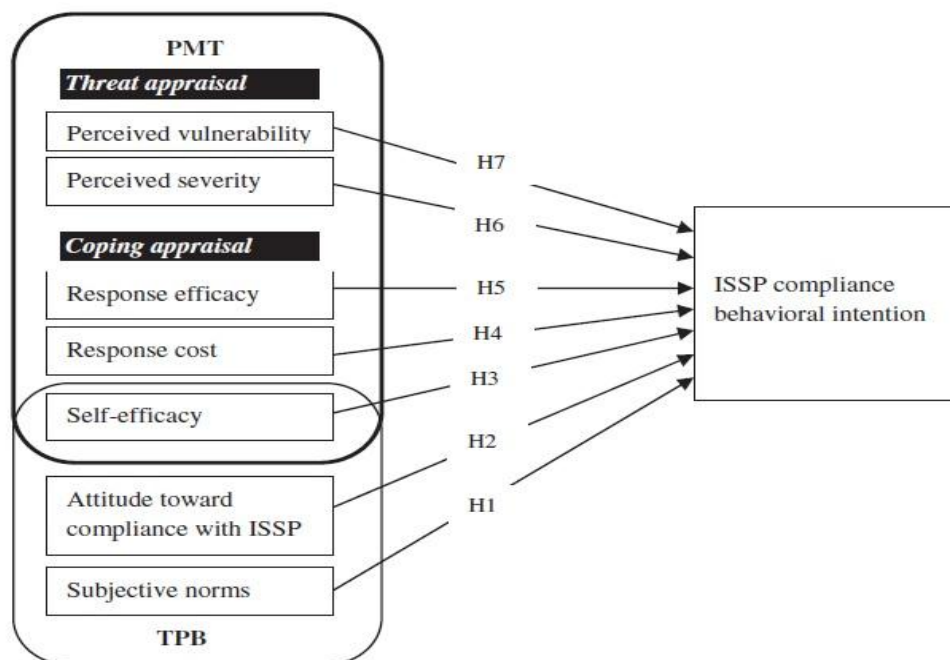 PMT
Threat appraisal
Perceived vulnerability
Perceived severity
Coping appraisal
Response efficacy
Response cost
Self-efficacy
Attitude toward
compliance with ISSP
Subjective norms
TPB
H7
H6
H5
H4
H3
H2
H1
ISSP compliance
behavioral intention